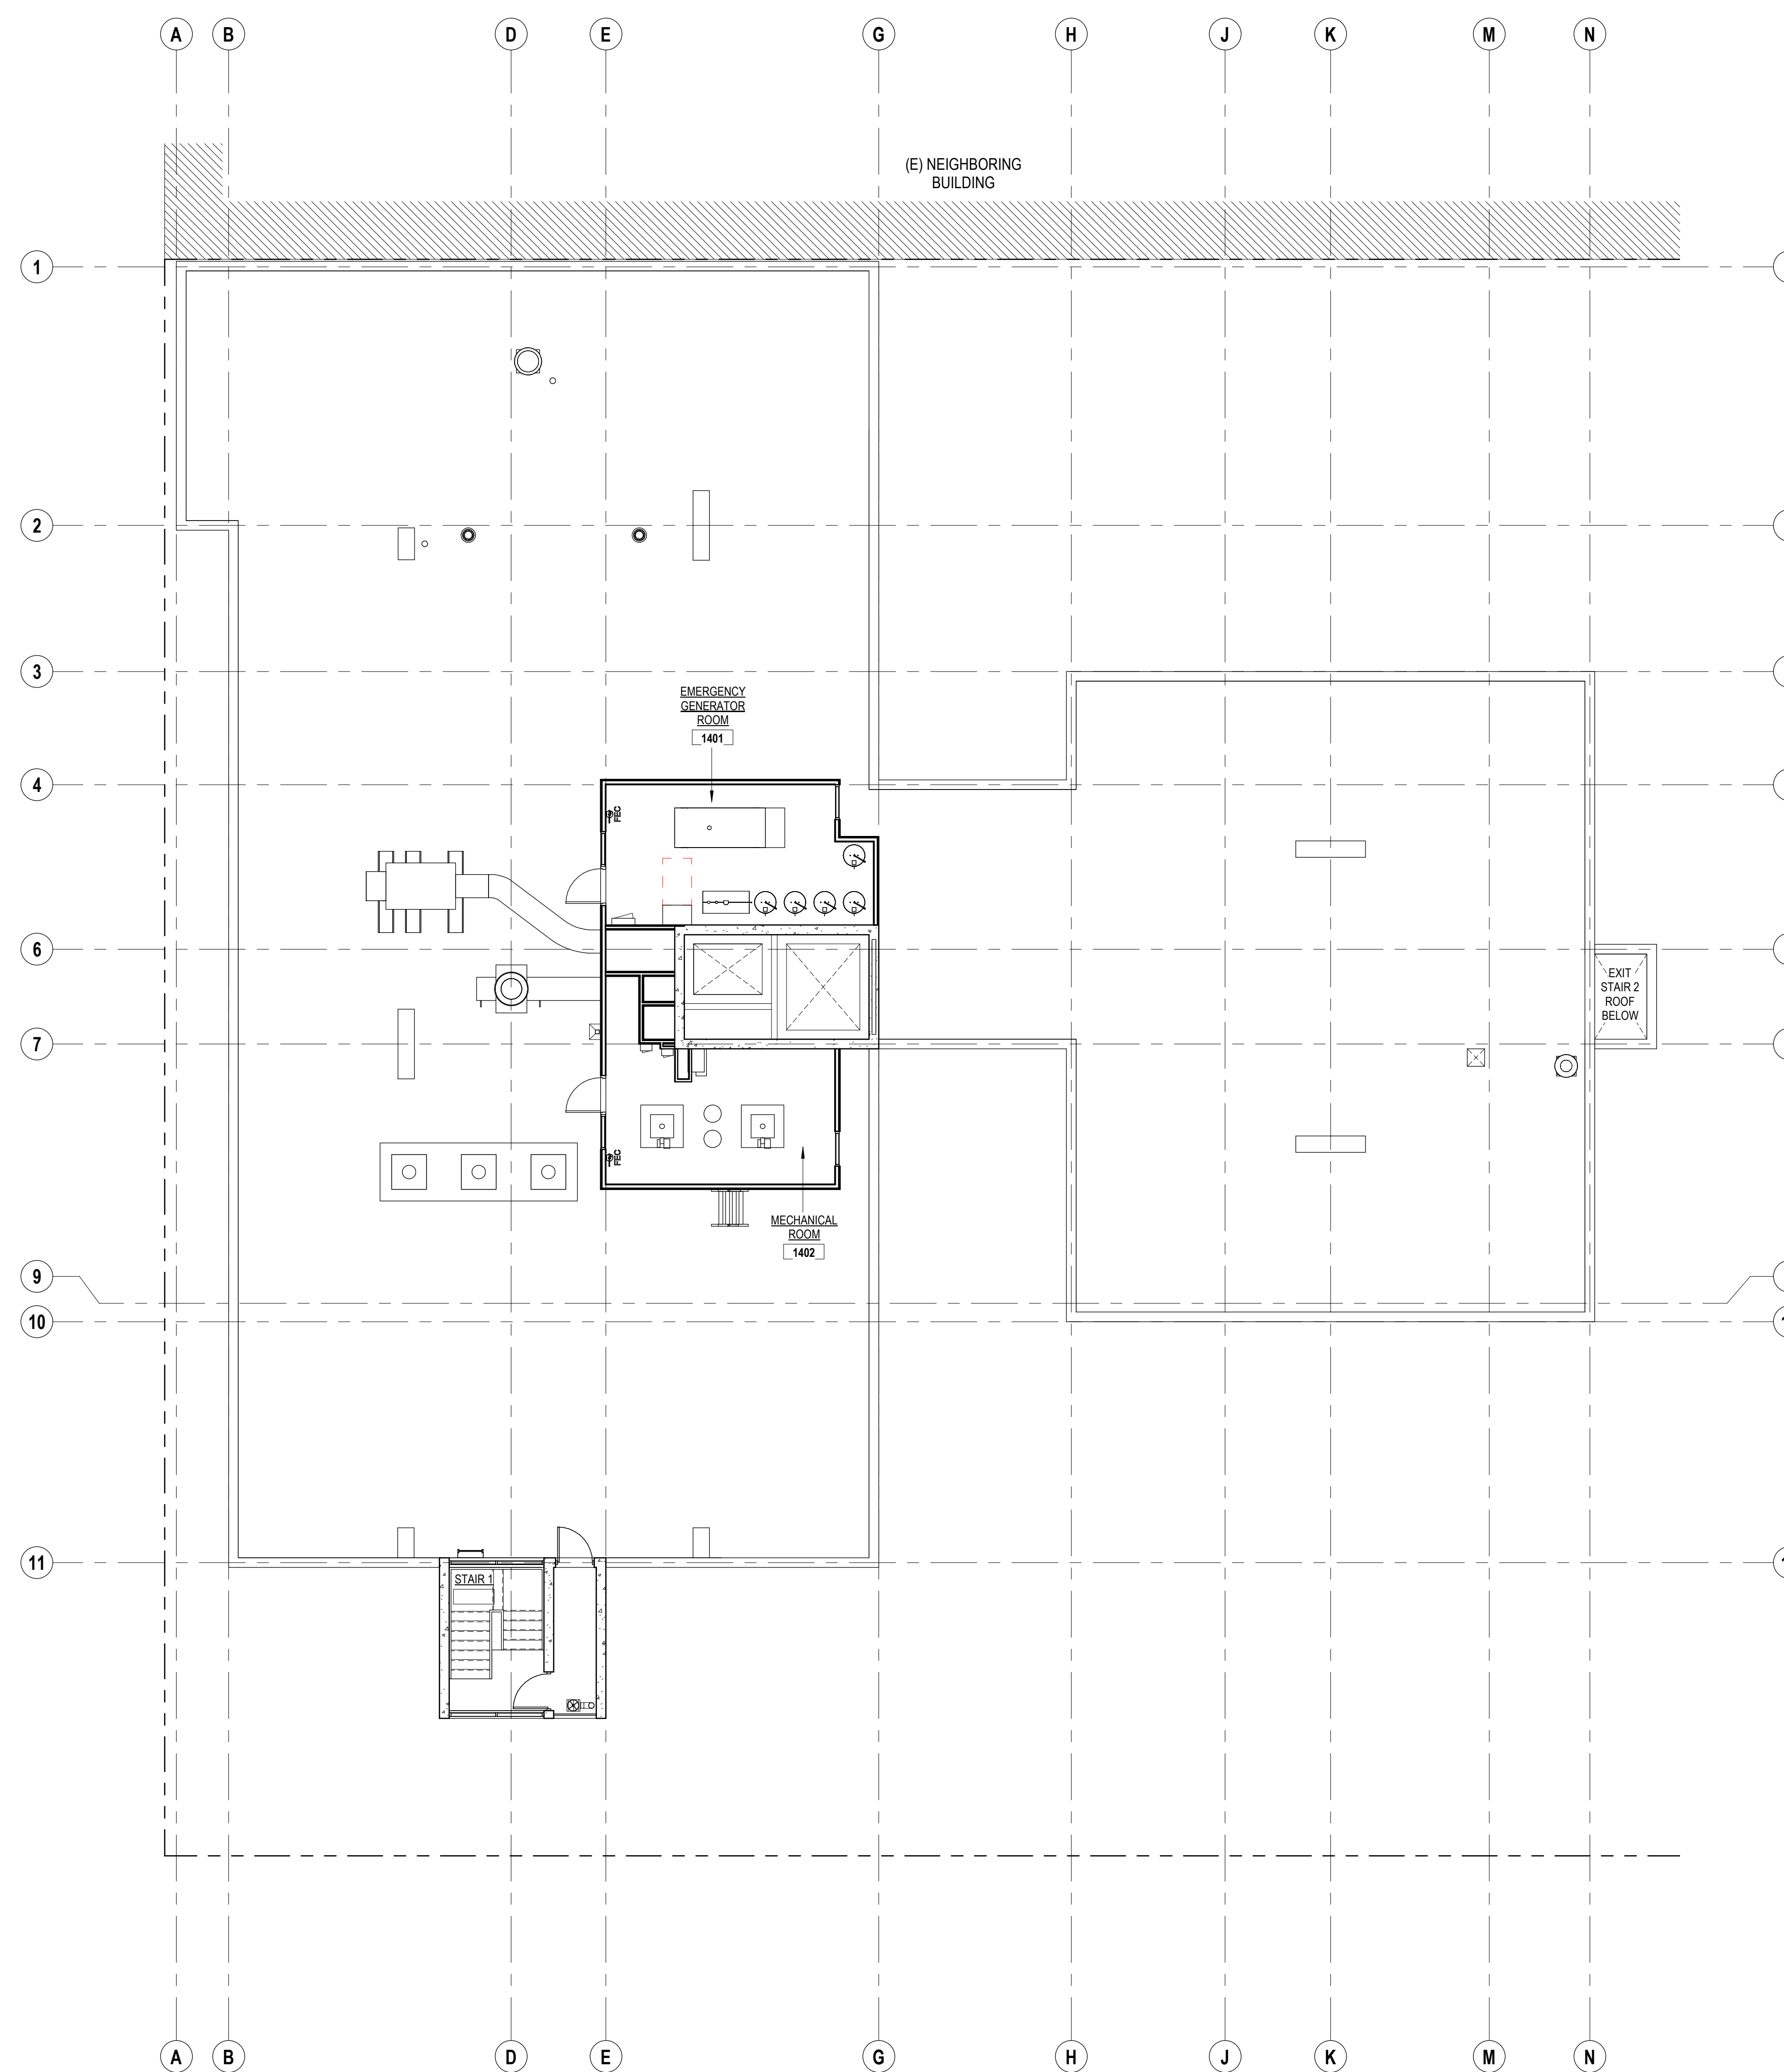 A B D E G H J K M N
(E) NEIGHBORING
BUILDING
1
2
3
EMERGENCY
GENERATOR
ROOM
1401
4
FEC
6
EXIT
STAIR 2
ROOF
BELOW
7
FEC
MECHANICAL
ROOM
1402
9
10
11
STAIR 1
A B D E G H J K M N